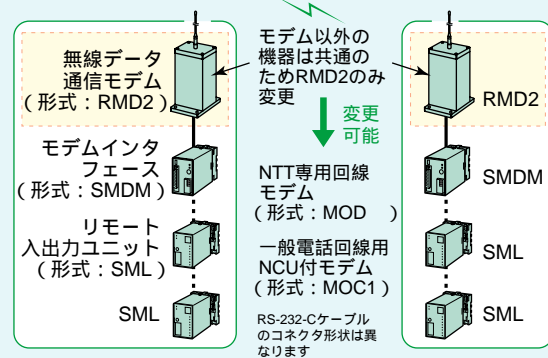 無線データ
通信モデム
(形式:RMD2)
モデムインタ
フェース
(形式:SMDM)
リモート
入出力ユニット
(形式:SML)
SML
モデム以外の
機器は共通の
ためRMD2のみ
変更
変更
可能
NTT専用回線
モデム
(形式:MOD )
一般電話回線用
NCU付モデム
(形式:MOC1)
RS-232-Cケーブル
のコネクタ形状は異
なります
RMD2
SMDM
SML
SML